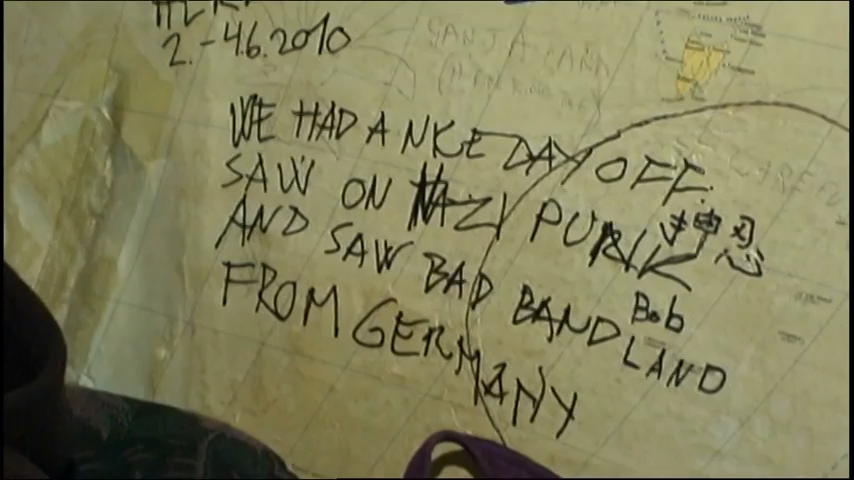 2.-4.6.2010
WE HAD A NICE DAY OFF.
SAW ON NAZI PUNK
AND SAW BAD BAND Bob
FROM GERMANY LAND